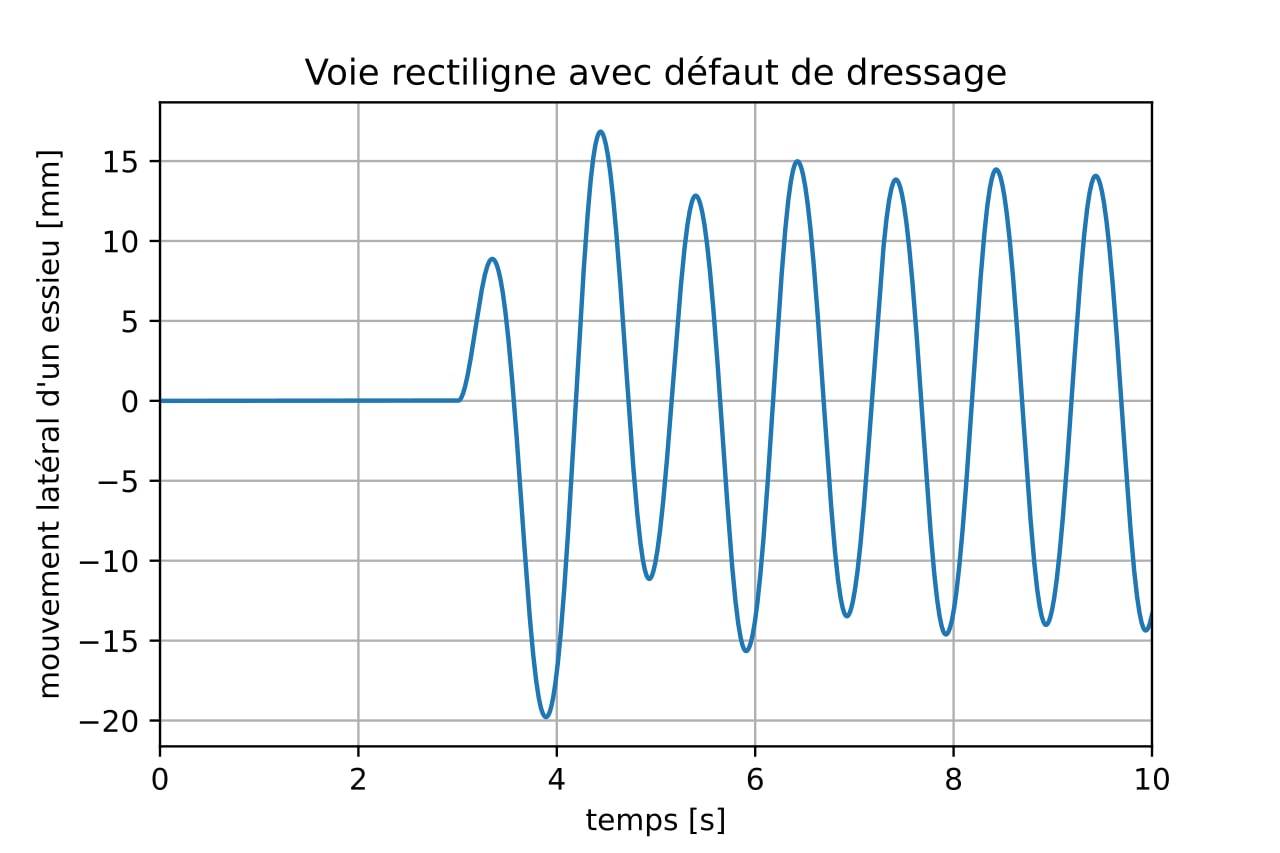 Voie rectiligne avec défaut de dressage
mouvement latéral d'un essieu [mm]
15
10
5
0
−5
−10
−15
−20
0 2 4 6 8 10
temps [s]